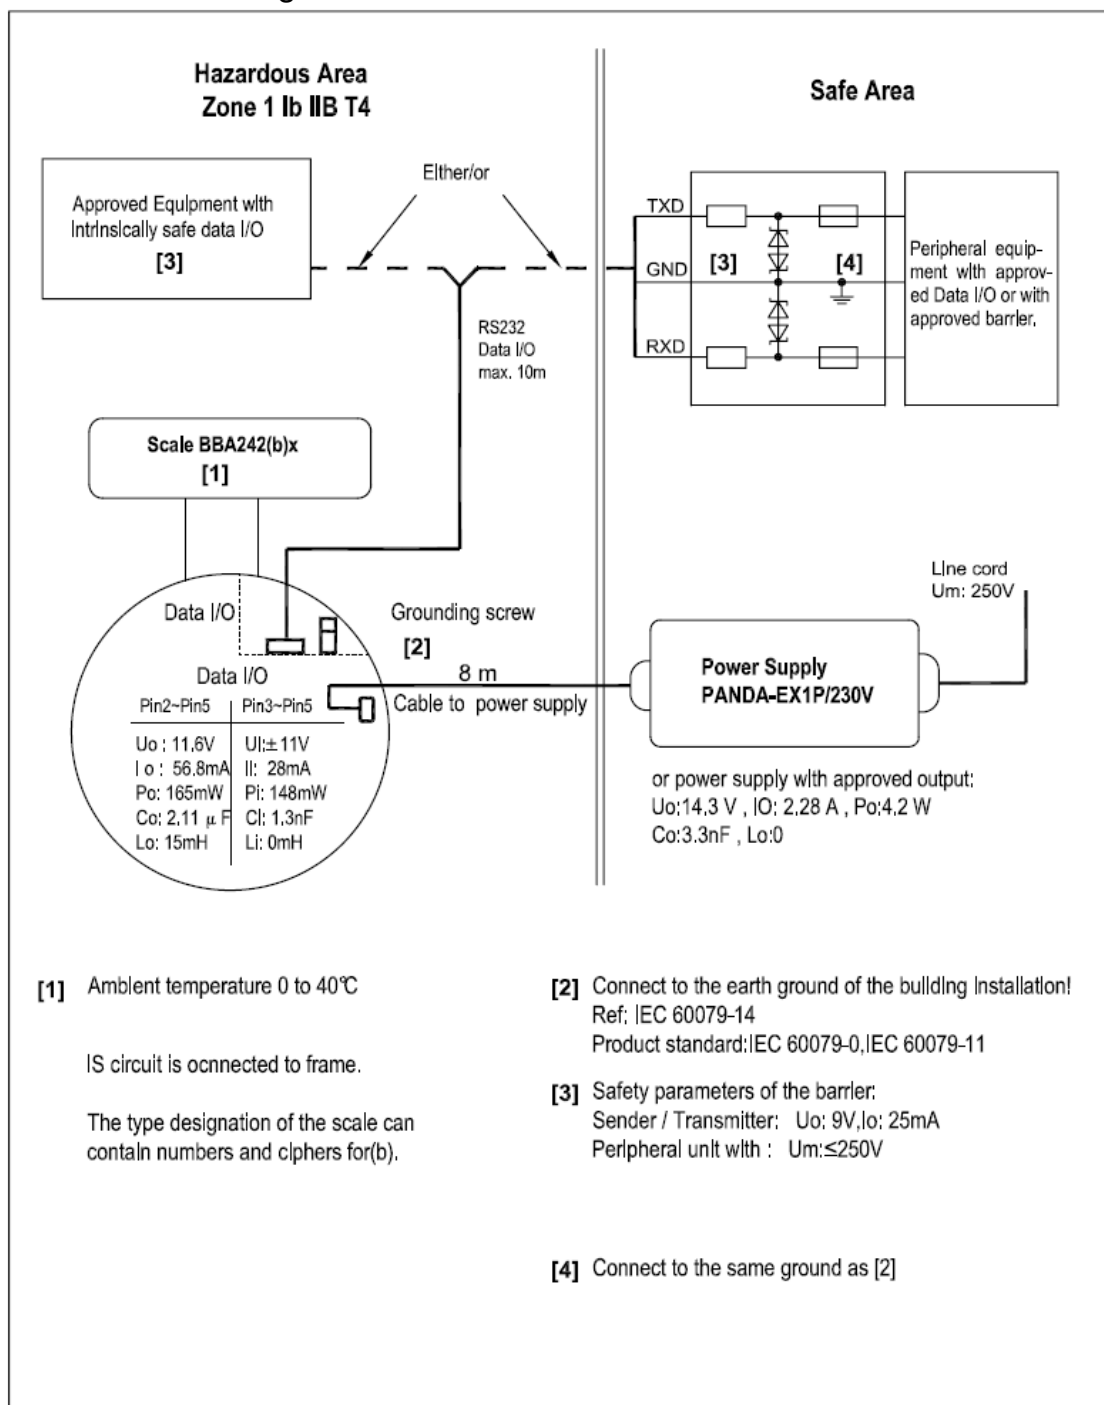 Hazardous Area
Zone 1 Ib IIB T4
Safe Area
Approved Equipment with
intrinsically safe data I/O
[3]
Either/or
TXD
GND
RXD
[3]
[4]
Peripheral equip-
ment with approv-
ed Data I/O or with
approved barrier.
RS232
Data I/O
max. 10m
Scale BBA242(b)x
[1]
Data I/O
Grounding screw
[2]
8 m
Cable to power supply
Line cord
Um: 250V
Power Supply
PANDA-EX1P/230V
or power supply with approved output:
Uo:14.3 V , IO: 2.28 A , Po:4.2 W
Co:3.3nF , Lo:0
Data I/O
Pin2~Pin5 Pin3~Pin5
Uo : 11.6V UI:± 11V
I o : 56.8mA Ii: 28mA
Po: 165mW Pi: 148mW
Co: 2.11 μ F CI: 1.3nF
Lo: 15mH Li: 0mH
[1] Ambient temperature 0 to 40℃
IS circuit is ocnnected to frame.
The type designation of the scale can
contain numbers and ciphers for(b).
[2] Connect to the earth ground of the building installation!
Ref: IEC 60079-14
Product standard:IEC 60079-0,IEC 60079-11
[3] Safety parameters of the barrier:
Sender / Transmitter: Uo: 9V,Io: 25mA
Peripheral unit with : Um:≤250V
[4] Connect to the same ground as [2]